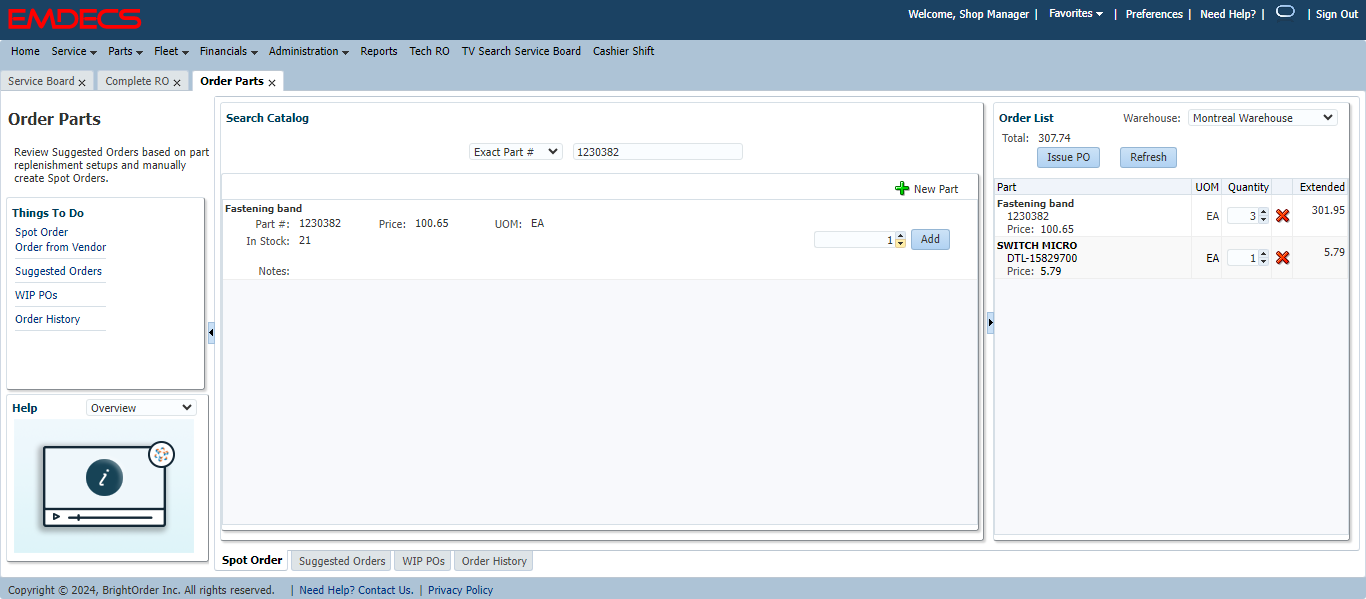 EMDECS
Welcome, Shop Manager | Favorites | Preferences | Need Help? | | Sign Out
Home Service Parts Fleet Financials Administration Reports Tech RO TV Search Service Board Cashier Shift
Service Board x Complete RO x Order Parts x
Order Parts
Review Suggested Orders based on part
replenishment setups and manually
create Spot Orders.
Things To Do
Spot Order
Order from Vendor
Suggested Orders
WIP POs
Order History
Help Overview
i
Search Catalog
Exact Part # 1230382
New Part
Fastening band
Part #: 1230382 Price: 100.65 UOM: EA
In Stock: 21
1 Add
Notes:
Order List Warehouse: Montreal Warehouse
Total: 307.74
Issue PO Refresh
Part UOM Quantity Extended
Fastening band
1230382 EA 3 301.95
Price: 100.65
SWITCH MICRO
DTL-15829700 EA 1 5.79
Price: 5.79
Spot Order Suggested Orders WIP POs Order History
Copyright © 2024, BrightOrder Inc. All rights reserved. | Need Help? Contact Us. | Privacy Policy